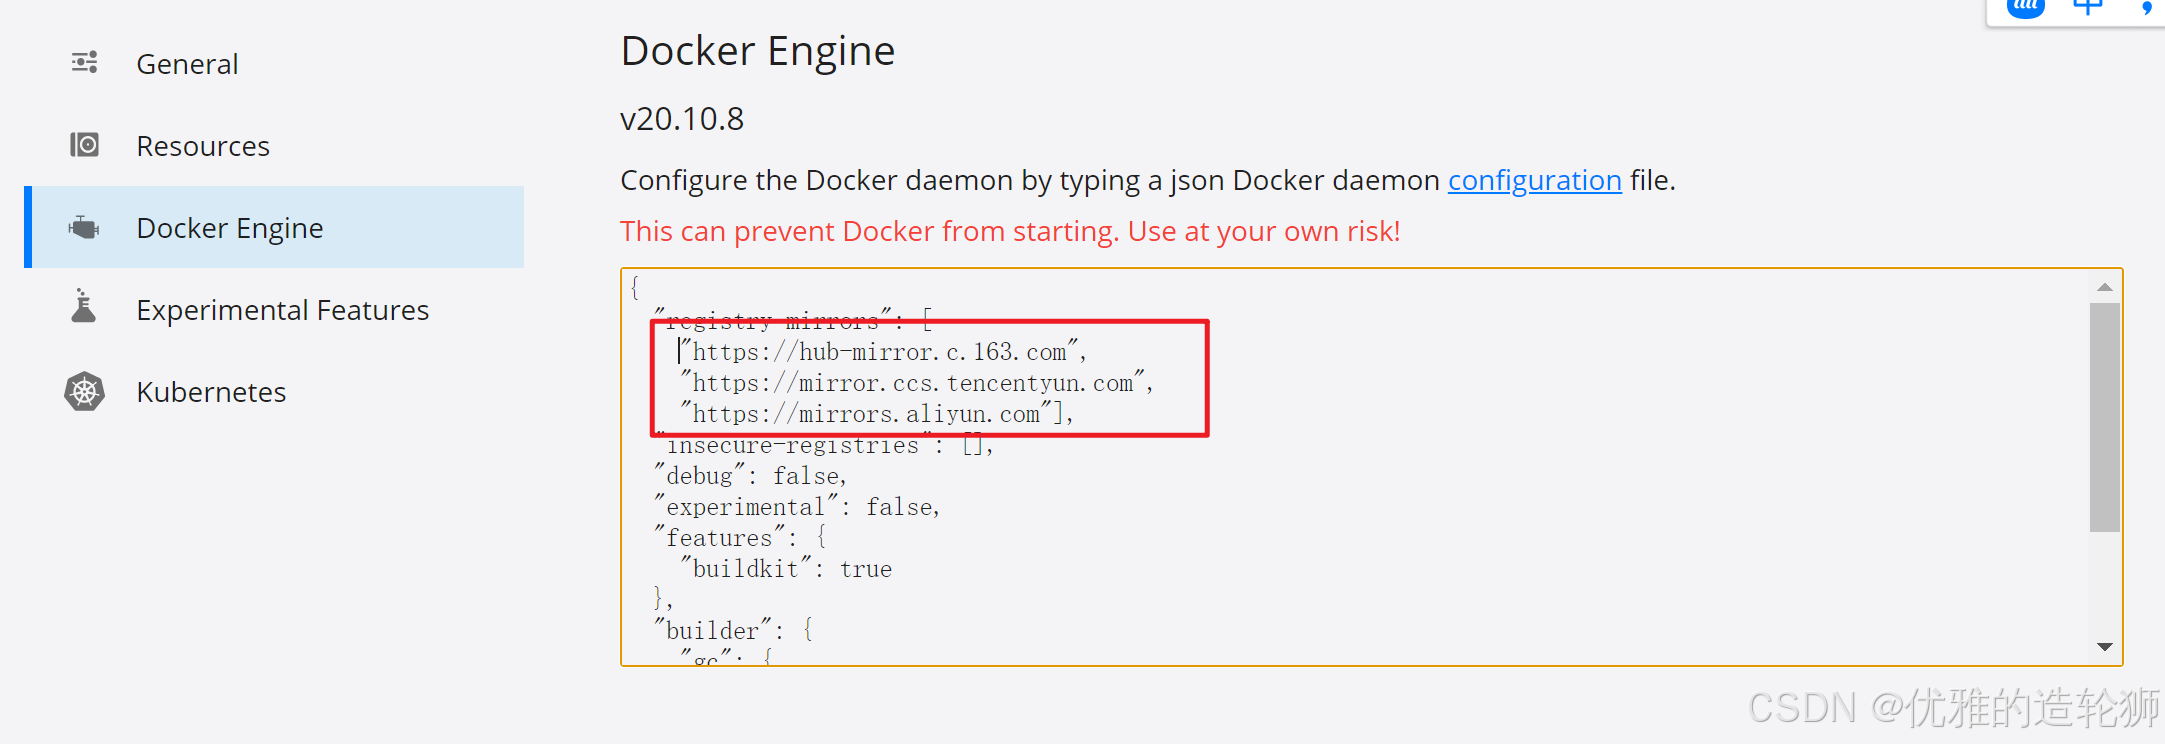 General
Resources
Docker Engine
Experimental Features
Kubernetes
Docker Engine
v20.10.8
Configure the Docker daemon by typing a json Docker daemon configuration file.
This can prevent Docker from starting. Use at your own risk!
{
"registry-mirrors": [
"https://hub-mirror.c.163.com",
"https://mirror.ccs.tencentyun.com",
"https://mirrors.aliyun.com"],
"insecure-registries": [],
"debug": false,
"experimental": false,
"features": {
"buildkit": true
},
"builder": {
"gc": {
中
CSDN @优雅的造轮狮